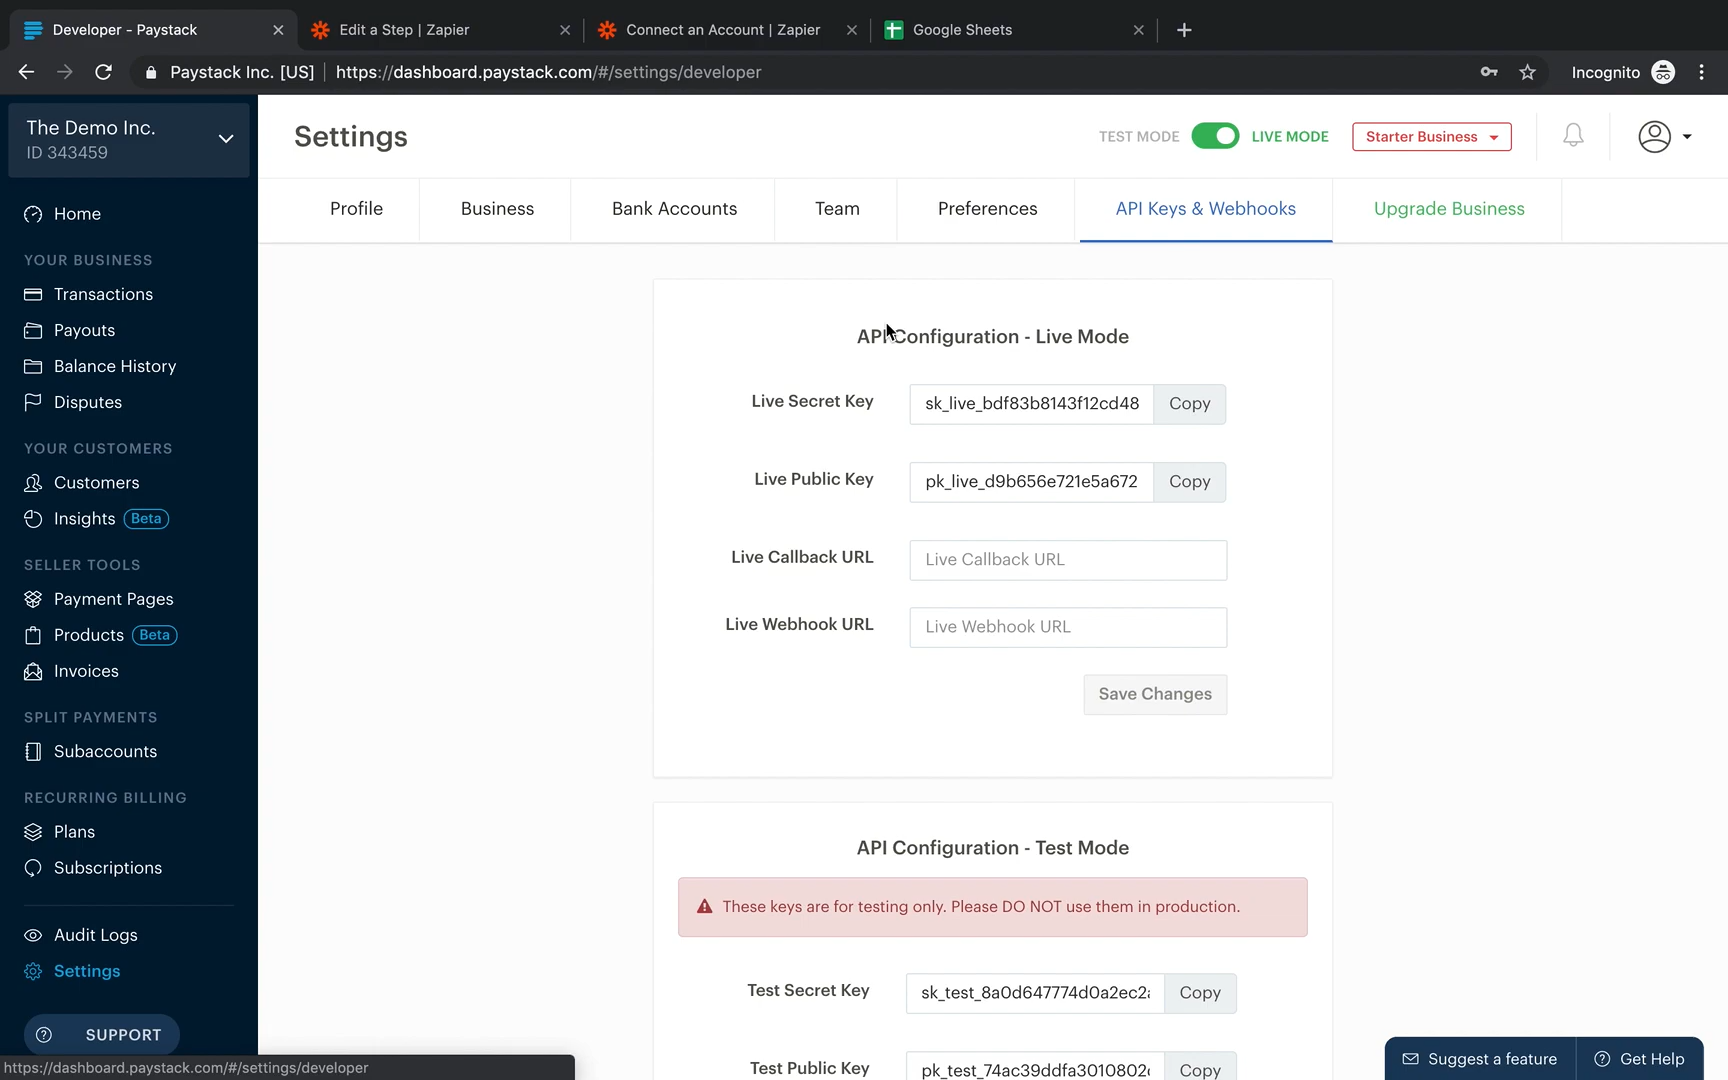 Developer - Paystack
Edit a Step | Zapier
Connect an Account | Zapier
Google Sheets
Paystack Inc. [US]
https://dashboard.paystack.com/#/settings/developer
Incognito
The Demo Inc.
ID 343459
Home
YOUR BUSINESS
Transactions
Payouts
Balance History
Disputes
YOUR CUSTOMERS
Customers
Insights Beta
SELLER TOOLS
Payment Pages
Products Beta
Invoices
SPLIT PAYMENTS
Subaccounts
RECURRING BILLING
Plans
Subscriptions
Audit Logs
Settings
SUPPORT
https://dashboard.paystack.com/#/settings/developer
Settings
TEST MODE
LIVE MODE
Starter Business
Profile
Business
Bank Accounts
Team
Preferences
API Keys & Webhooks
Upgrade Business
API Configuration - Live Mode
Live Secret Key
sk_live_bdf83b8143f12cd48
Copy
Live Public Key
pk_live_d9b656e721e5a672
Copy
Live Callback URL
Live Callback URL
Live Webhook URL
Live Webhook URL
Save Changes
API Configuration - Test Mode
These keys are for testing only. Please DO NOT use them in production.
Test Secret Key
sk_test_8a0d647774d0a2ec2
Copy
Test Public Key
pk_test_74ac39ddfa3010802
Copy
Suggest a feature
Get Help